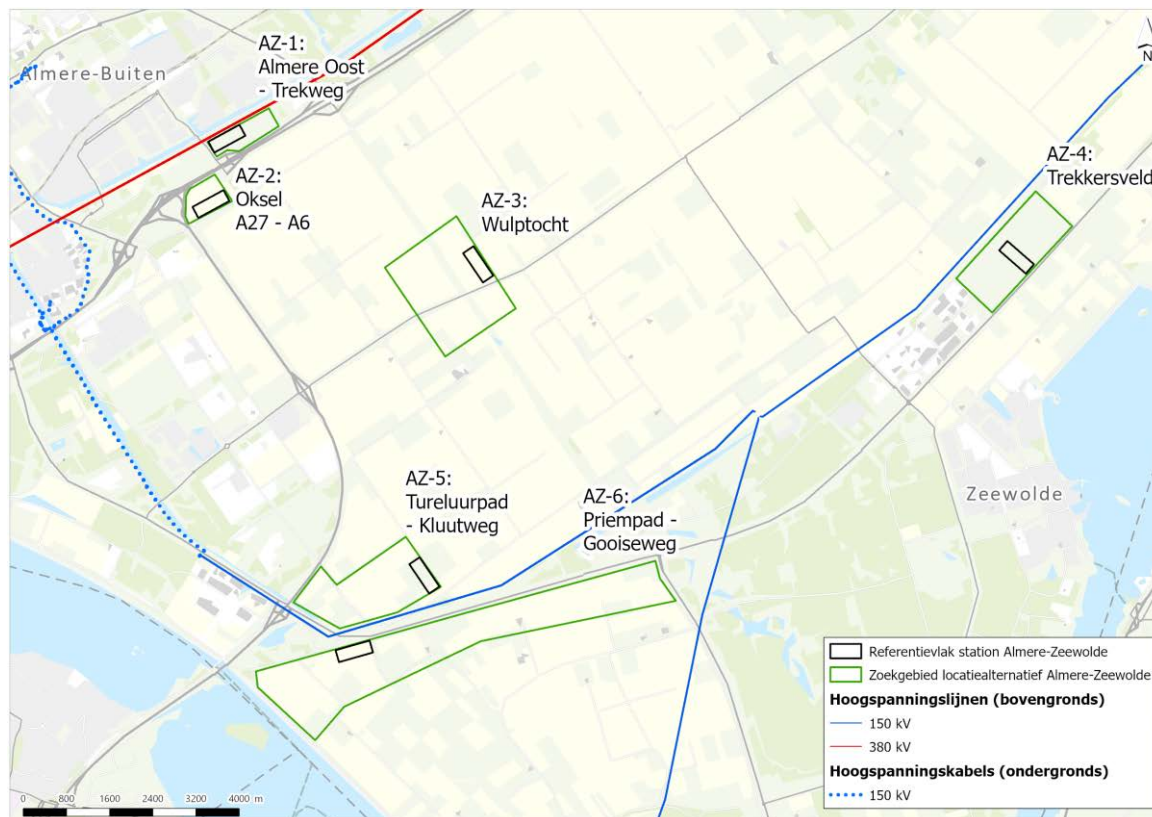 AZ-1:
Almere Oost
- Trekweg
Almere-Buiten
N
AZ-2:
Oksel
A27 - A6
AZ-3:
Wulptocht
AZ-4:
Trekkersveld
AZ-5:
Tureluurpad
- Kluutweg
AZ-6:
Priempad -
Gooiseweg
Zeewolde
Referentievlak station Almere-Zeewolde
Zoekgebied locatiealternatief Almere-Zeewolde
Hoogspanningslijnen (bovengronds)
150 kV
380 kV
Hoogspanningskabels (ondergronds)
150 kV
0 800 1600 2400 3200 4000 m